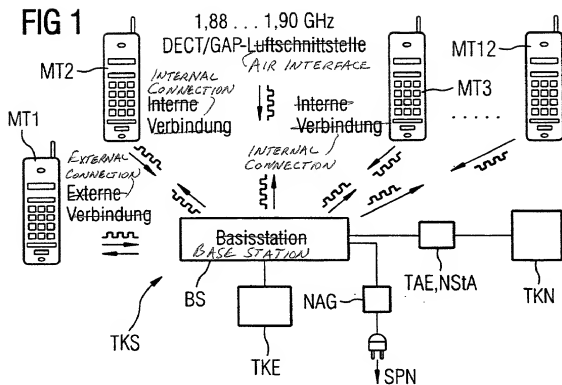 FIG 1
1,88 . . . 1,90 GHz
DECT/GAP-Luftschnittstelle
AIR INTERFACE
MT2
MT12
MT3
MT1
INTERNAL
CONNECTION
Interne
Verbindung
Interne
Verbindung
INTERNAL
CONNECTION
. . . . . .
EXTERNAL
CONNECTION
Externe
Verbindung
Basisstation
BASE STATION
BS
TKS
TKE
NAG
SPN
TAE,NStA
TKN